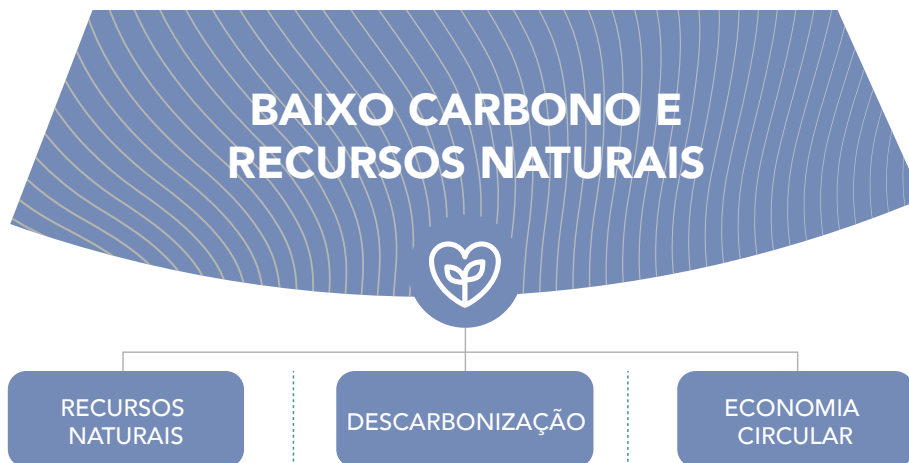 BAIXO CARBONO E
RECURSOS NATURAIS
RECURSOS
NATURAIS
DESCARBONIZAÇÃO
ECONOMIA
CIRCULAR